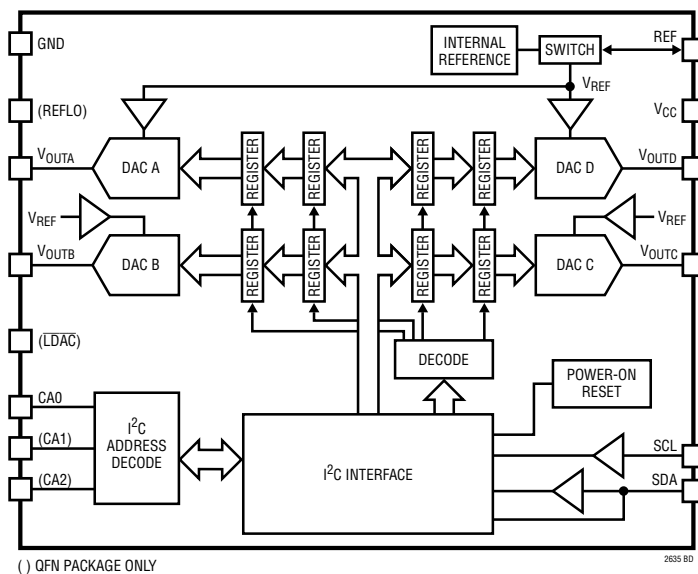 GND
INTERNAL
REFERENCE
SWITCH
REF
(REFLO)
VREF
VCC
VOUTA
DAC A
REGISTER
REGISTER
REGISTER
REGISTER
DAC D
VOUTD
VREF
VREF
VOUTB
DAC B
REGISTER
REGISTER
REGISTER
REGISTER
DAC C
VOUTC
(L̅D̅A̅C̅)
DECODE
POWER-ON
RESET
CA0
(CA1)
(CA2)
I²C
ADDRESS
DECODE
I²C INTERFACE
SCL
SDA
( ) QFN PACKAGE ONLY
2635 BD